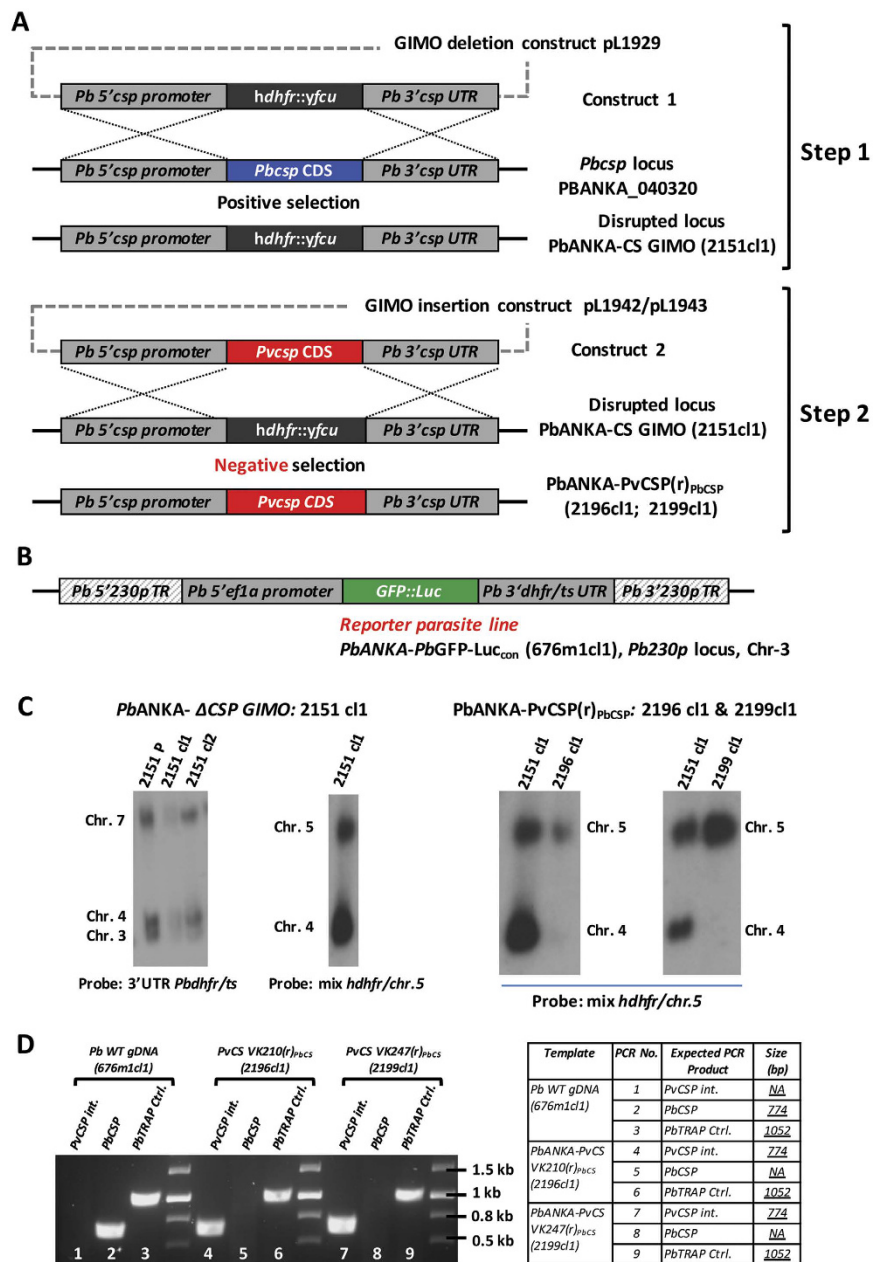 A
GIMO deletion construct pL1929
Pb 5'csp promoter hdhfr::yfcu Pb 3'csp UTR
Construct 1
Pb 5'csp promoter Pbcsp CDS Pb 3'csp UTR
Pbcsp locus
PBANKA_040320
Positive selection
Pb 5'csp promoter hdhfr::yfcu Pb 3'csp UTR
Disrupted locus
PbANKA-CS GIMO (2151cl1)
Step 1
GIMO insertion construct pL1942/pL1943
Pb 5'csp promoter Pvcsp CDS Pb 3'csp UTR
Construct 2
Pb 5'csp promoter hdhfr::yfcu Pb 3'csp UTR
Disrupted locus
PbANKA-CS GIMO (2151cl1)
Negative selection
Pb 5'csp promoter Pvcsp CDS Pb 3'csp UTR
PbANKA-PvCSP(r)PbCSP
(2196cl1; 2199cl1)
Step 2
B
Pb 5'230p TR Pb 5'ef1a promoter GFP::Luc Pb 3'dhfr/ts UTR Pb 3'230p TR
Reporter parasite line
PbANKA-PbGFP-Luccon (676m1cl1), Pb230p locus, Chr-3
C
PbANKA- ΔCSP GIMO: 2151 cl1
2151 P 2151 cl1 2151 cl2
Chr. 7
Chr. 4
Chr. 3
Probe: 3'UTR Pbdhfr/ts
2151 cl1
Chr. 5
Chr. 4
Probe: mix hdhfr/chr.5
PbANKA-PvCSP(r)PbCSP: 2196 cl1 & 2199cl1
2151 cl1 2196 cl1
Chr. 5
Chr. 4
2151 cl1 2199 cl1
Chr. 5
Chr. 4
Probe: mix hdhfr/chr.5
D
Pb WT gDNA
(676m1cl1)
PvCS VK210(r)PbCS
(2196cl1)
PvCS VK247(r)PbCS
(2199cl1)
PvCSP int. PbCSP PbTRAP Ctrl. PvCSP int. PbCSP PbTRAP Ctrl. PvCSP int. PbCSP PbTRAP Ctrl.
1.5 kb
1 kb
0.8 kb
0.5 kb
1 2 3 4 5 6 7 8 9
Template PCR No. Expected PCR Product Size (bp)
Pb WT gDNA (676m1cl1) 1 PvCSP int. NA
2 PbCSP 774
3 PbTRAP Ctrl. 1052
PbANKA-PvCS VK210(r)PbCS (2196cl1) 4 PvCSP int. 774
5 PbCSP NA
6 PbTRAP Ctrl. 1052
PbANKA-PvCS VK247(r)PbCS (2199cl1) 7 PvCSP int. 774
8 PbCSP NA
9 PbTRAP Ctrl. 1052